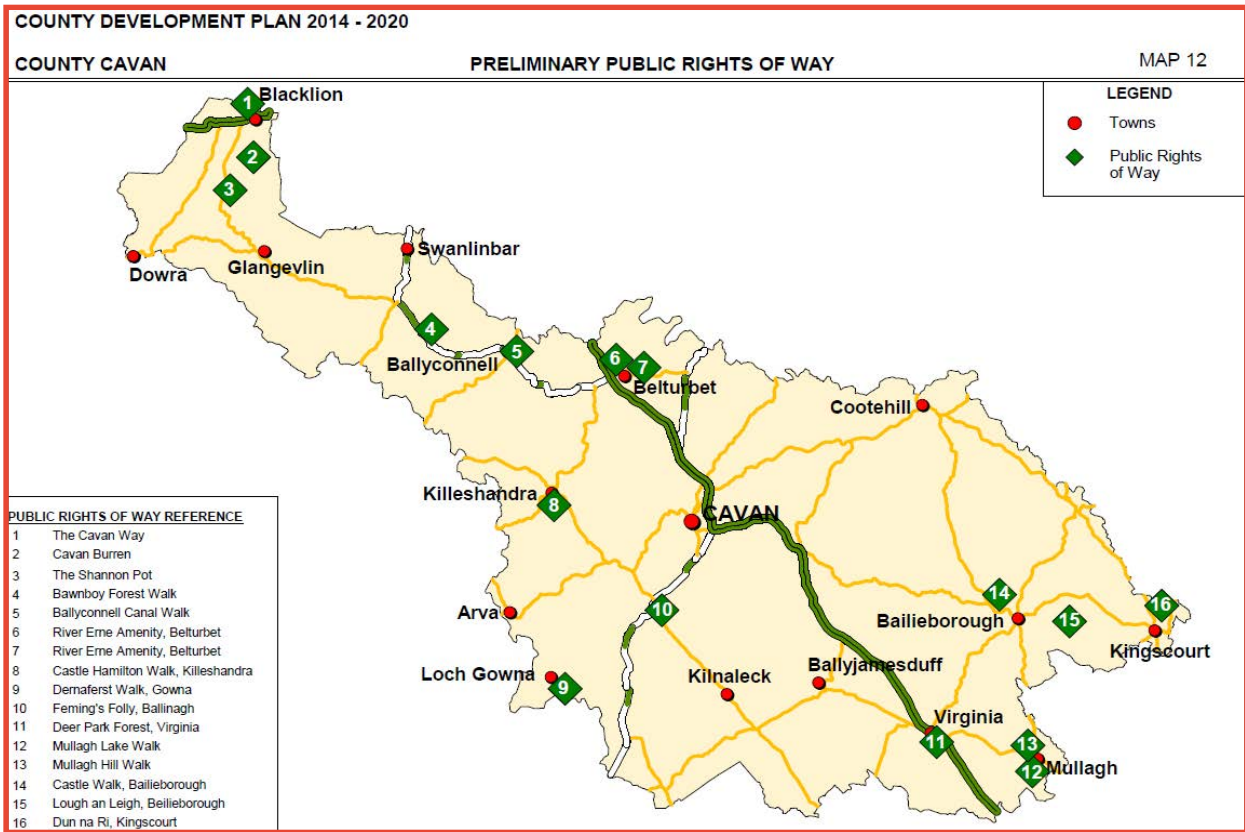 COUNTY DEVELOPMENT PLAN 2014 - 2020
COUNTY CAVAN
PRELIMINARY PUBLIC RIGHTS OF WAY
MAP 12
LEGEND
Towns
Public Rights
of Way
1
Blacklion
2
3
Swanlinbar
Dowra
Glangevlin
4
5
Ballyconnell
6
7
Belturbet
Cootehill
Killeshandra
8
CAVAN
Arva
10
14
Bailieborough
15
16
Kingscourt
Loch Gowna
9
Kilnaleck
Ballyjamesduff
Virginia
11
13
Mullagh
12
PUBLIC RIGHTS OF WAY REFERENCE
1 The Cavan Way
2 Cavan Burren
3 The Shannon Pot
4 Bawnboy Forest Walk
5 Ballyconnell Canal Walk
6 River Erne Amenity, Belturbet
7 River Erne Amenity, Belturbet
8 Castle Hamilton Walk, Killeshandra
9 Dernaferst Walk, Gowna
10 Feming's Folly, Ballinagh
11 Deer Park Forest, Virginia
12 Mullagh Lake Walk
13 Mullagh Hill Walk
14 Castle Walk, Bailieborough
15 Lough an Leigh, Beilieborough
16 Dun na Ri, Kingscourt